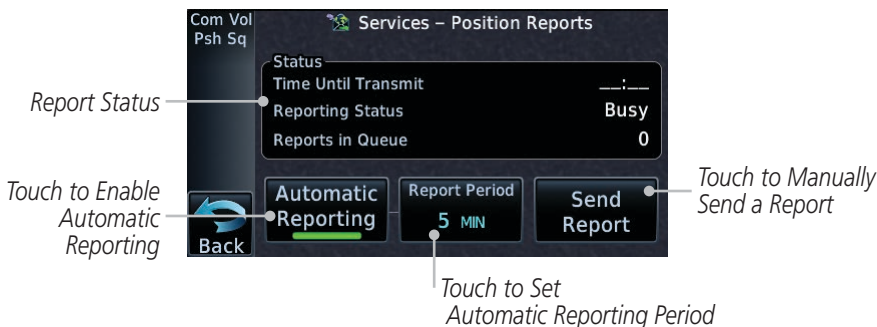 Com Vol
Psh Sq
Services – Position Reports
Status
Time Until Transmit __:__
Reporting Status Busy
Reports in Queue 0
Report Status
Automatic
Reporting
Report Period
5 MIN
Send
Report
Back
Touch to Enable
Automatic
Reporting
Touch to Manually
Send a Report
Touch to Set
Automatic Reporting Period